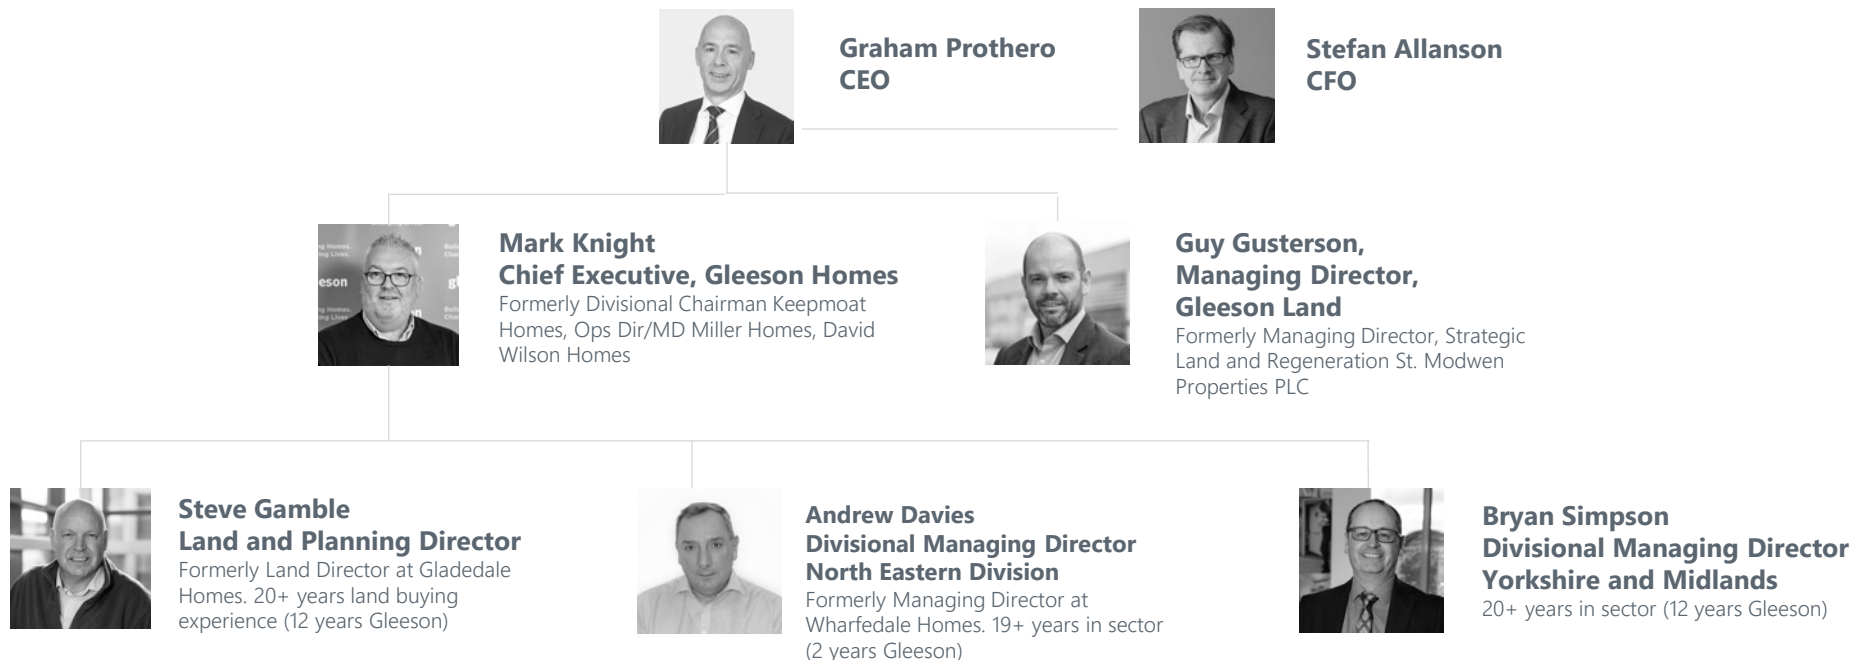 Graham Prothero
CEO
Stefan Allanson
CFO
Mark Knight
Chief Executive, Gleeson Homes
Formerly Divisional Chairman Keepmoat
Homes, Ops Dir/MD Miller Homes, David
Wilson Homes
Guy Gusterson,
Managing Director,
Gleeson Land
Formerly Managing Director, Strategic
Land and Regeneration St. Modwen
Properties PLC
Steve Gamble
Land and Planning Director
Formerly Land Director at Gladedale
Homes. 20+ years land buying
experience (12 years Gleeson)
Andrew Davies
Divisional Managing Director
North Eastern Division
Formerly Managing Director at
Wharfedale Homes. 19+ years in sector
(2 years Gleeson)
Bryan Simpson
Divisional Managing Director
Yorkshire and Midlands
20+ years in sector (12 years Gleeson)